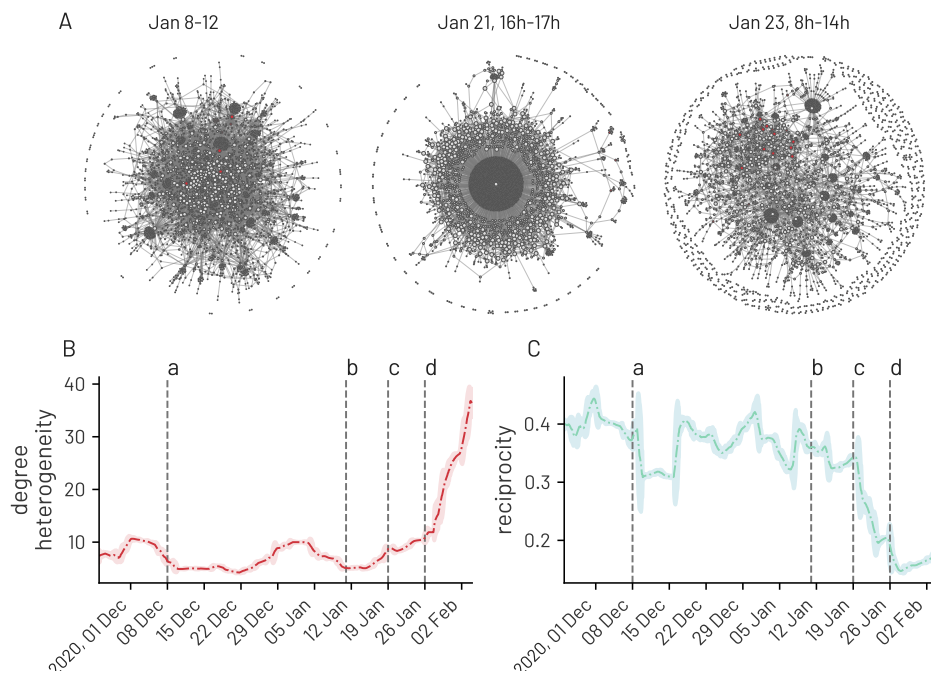 A
Jan 8-12
Jan 21, 16h-17h
Jan 23, 8h-14h
B
a
b
c
d
degree
heterogeneity
40
30
20
10
2020, 01 Dec
08 Dec
15 Dec
22 Dec
29 Dec
05 Jan
12 Jan
19 Jan
26 Jan
02 Feb
C
a
b
c
d
reciprocity
0.4
0.3
0.2
2020, 01 Dec
08 Dec
15 Dec
22 Dec
29 Dec
05 Jan
12 Jan
19 Jan
26 Jan
02 Feb